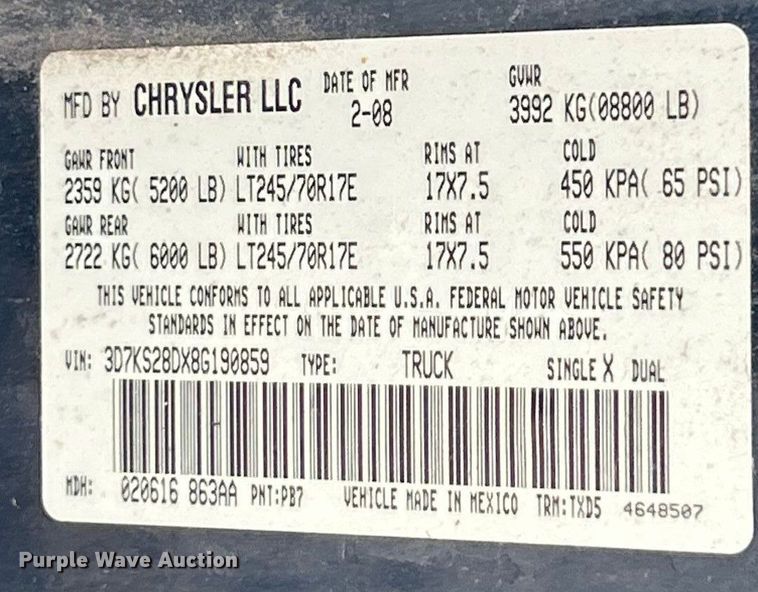 MFD BY CHRYSLER LLC DATE OF MFR 2-08 GVWR 3992 KG(08800 LB)
GAWR FRONT WITH TIRES RIMS AT COLD
2359 KG( 5200 LB) LT245/70R17E 17X7.5 450 KPA( 65 PSI)
GAWR REAR WITH TIRES RIMS AT COLD
2722 KG( 6000 LB) LT245/70R17E 17X7.5 550 KPA( 80 PSI)
THIS VEHICLE CONFORMS TO ALL APPLICABLE U.S.A. FEDERAL MOTOR VEHICLE SAFETY
STANDARDS IN EFFECT ON THE DATE OF MANUFACTURE SHOWN ABOVE.
VIN: 3D7KS28DX8G190859 TYPE: TRUCK SINGLE X DUAL
MDH: 020616 863AA PNT:PB7 VEHICLE MADE IN MEXICO TRM:TXD5 4648507
Purple Wave Auction